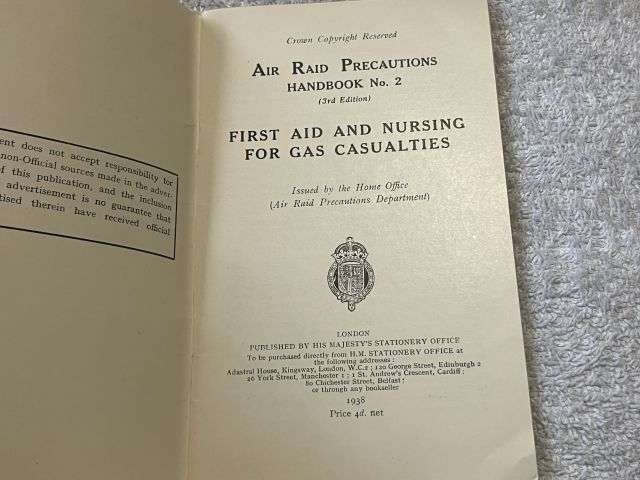 ent does not accept responsibility for
non-Official sources made in the adver-
of this publication, and the inclusion
advertisement is no guarantee that
tised therein have received official
Crown Copyright Reserved
AIR RAID PRECAUTIONS
HANDBOOK No. 2
(3rd Edition)
FIRST AID AND NURSING
FOR GAS CASUALTIES
Issued by the Home Office
(Air Raid Precautions Department)
LONDON
PUBLISHED BY HIS MAJESTY'S STATIONERY OFFICE
To be purchased directly from H.M. STATIONERY OFFICE at
the following addresses:
Adastral House, Kingsway, London, W.C.2; 120 George Street, Edinburgh 2
26 York Street, Manchester 1; 1 St. Andrew's Crescent, Cardiff;
80 Chichester Street, Belfast;
or through any bookseller
1938
Price 4d. net